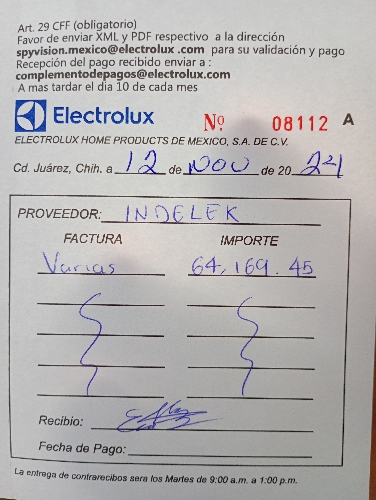 Art. 29 CFF (obligatorio)
Favor de enviar XML y PDF respectivo a la dirección
spyvision.mexico@electrolux .com para su validación y pago
Recepción del pago recibido enviar a :
complementodepagos@electrolux.com
A mas tardar el dia 10 de cada mes
Electrolux Nº 08112 A
ELECTROLUX HOME PRODUCTS DE MEXICO, S.A. DE C.V.
Cd. Juárez, Chih. a 12 de NOV de 20 24
PROVEEDOR: INDELEK
FACTURA IMPORTE
Varias 64,169.45
Recibio:
Fecha de Pago:
La entrega de contrarecibos sera los Martes de 9:00 a.m. a 1:00 p.m.